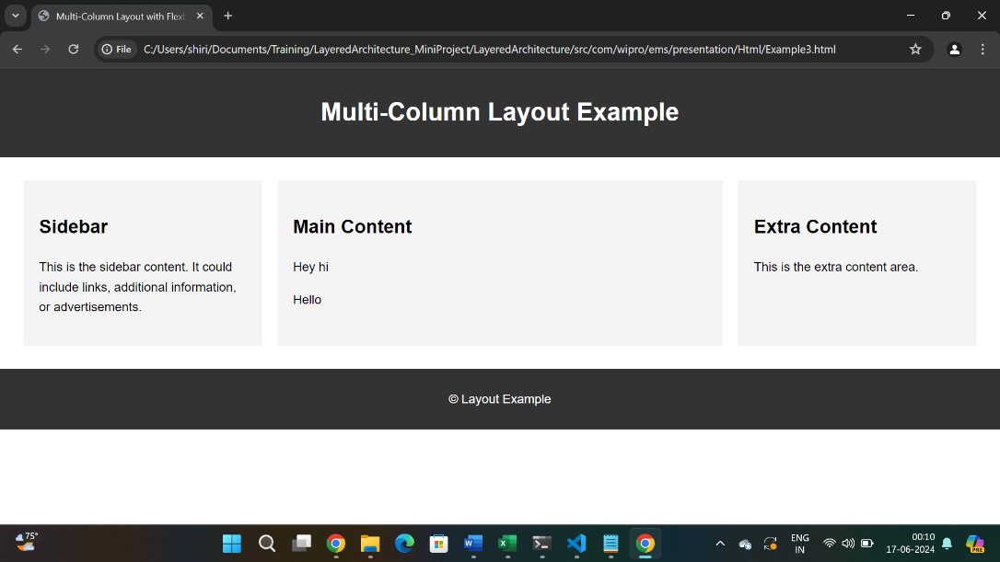 Multi-Column Layout with Flexb
File
C:/Users/shiri/Documents/Training/LayeredArchitecture_MiniProject/LayeredArchitecture/src/com/wipro/ems/presentation/Html/Example3.html
Multi-Column Layout Example
Sidebar
This is the sidebar content. It could
include links, additional information,
or advertisements.
Main Content
Hey hi
Hello
Extra Content
This is the extra content area.
© Layout Example
75°
ENG
IN
00:10
17-06-2024
PRE